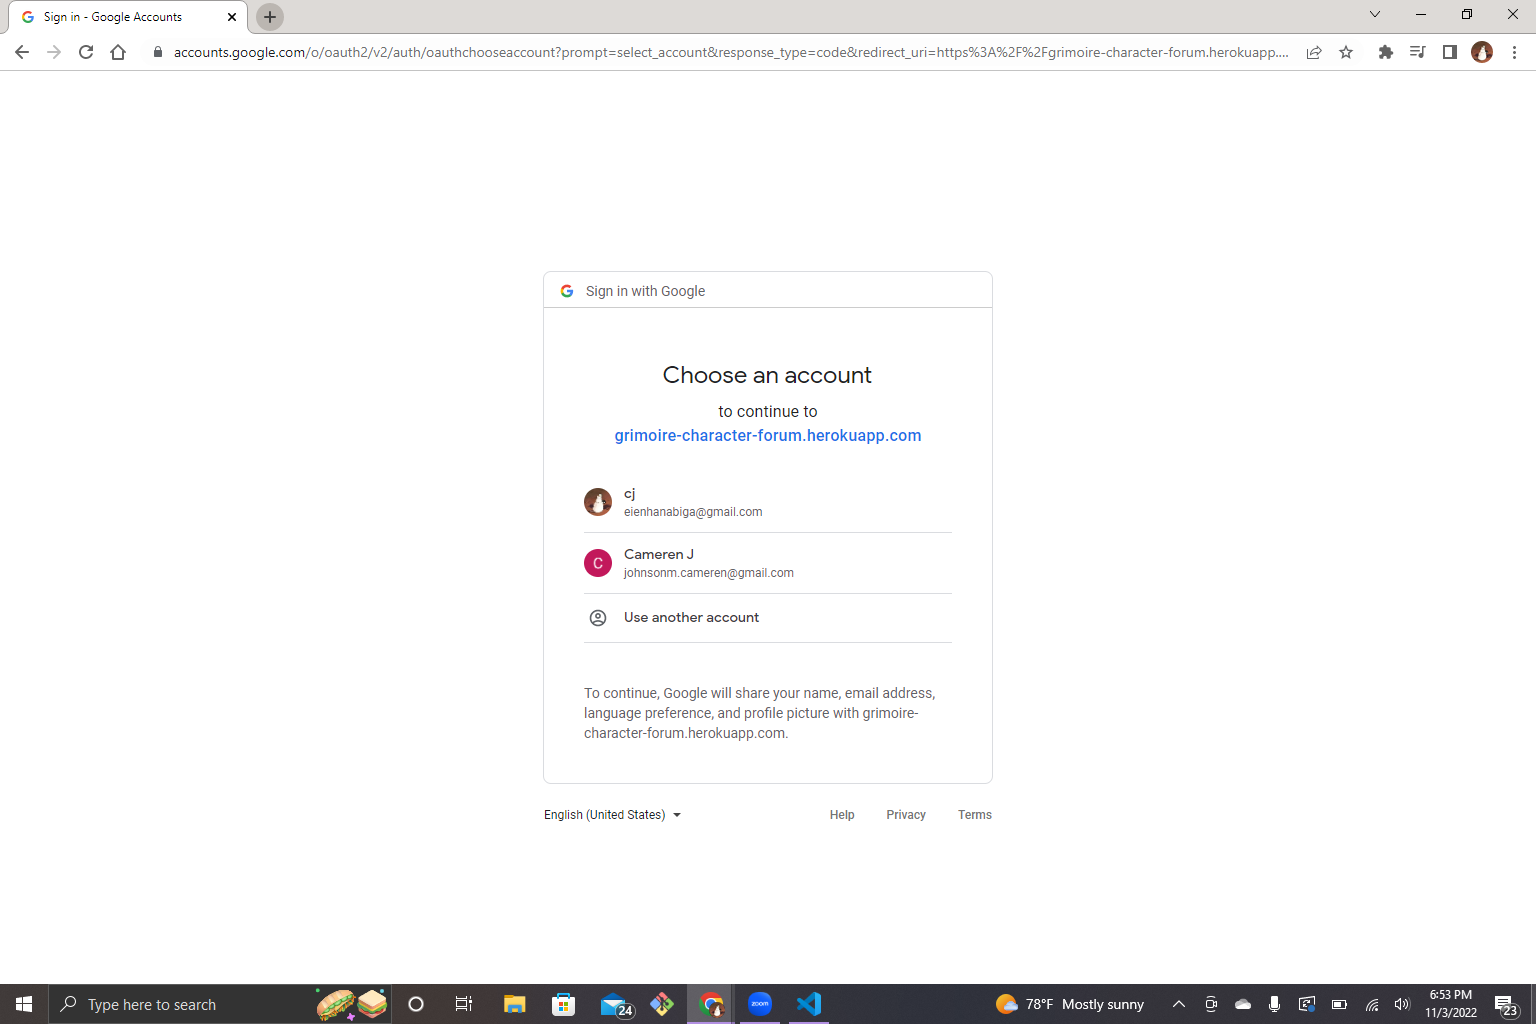 Sign in - Google Accounts
accounts.google.com/o/oauth2/v2/auth/oauthchooseaccount?prompt=select_account&response_type=code&redirect_uri=https%3A%2F%2Fgrimoire-character-forum.herokuapp....
Sign in with Google
Choose an account
to continue to
grimoire-character-forum.herokuapp.com
cj
eienhanabiga@gmail.com
C
Cameren J
johnsonm.cameren@gmail.com
Use another account
To continue, Google will share your name, email address,
language preference, and profile picture with grimoire-
character-forum.herokuapp.com.
English (United States)
Help
Privacy
Terms
Type here to search
24
zoom
78°F Mostly sunny
6:53 PM
11/3/2022
23